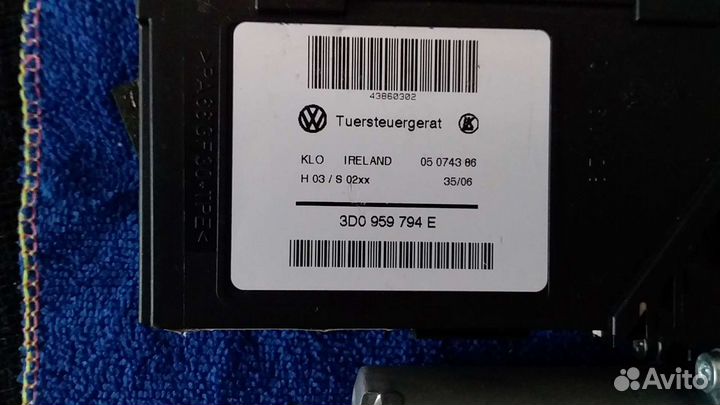 43860302
Tuersteuergerat
KLO IRELAND 05 0743 86
H 03 / S 02xx 35/06
3D0 959 794 E
Avito